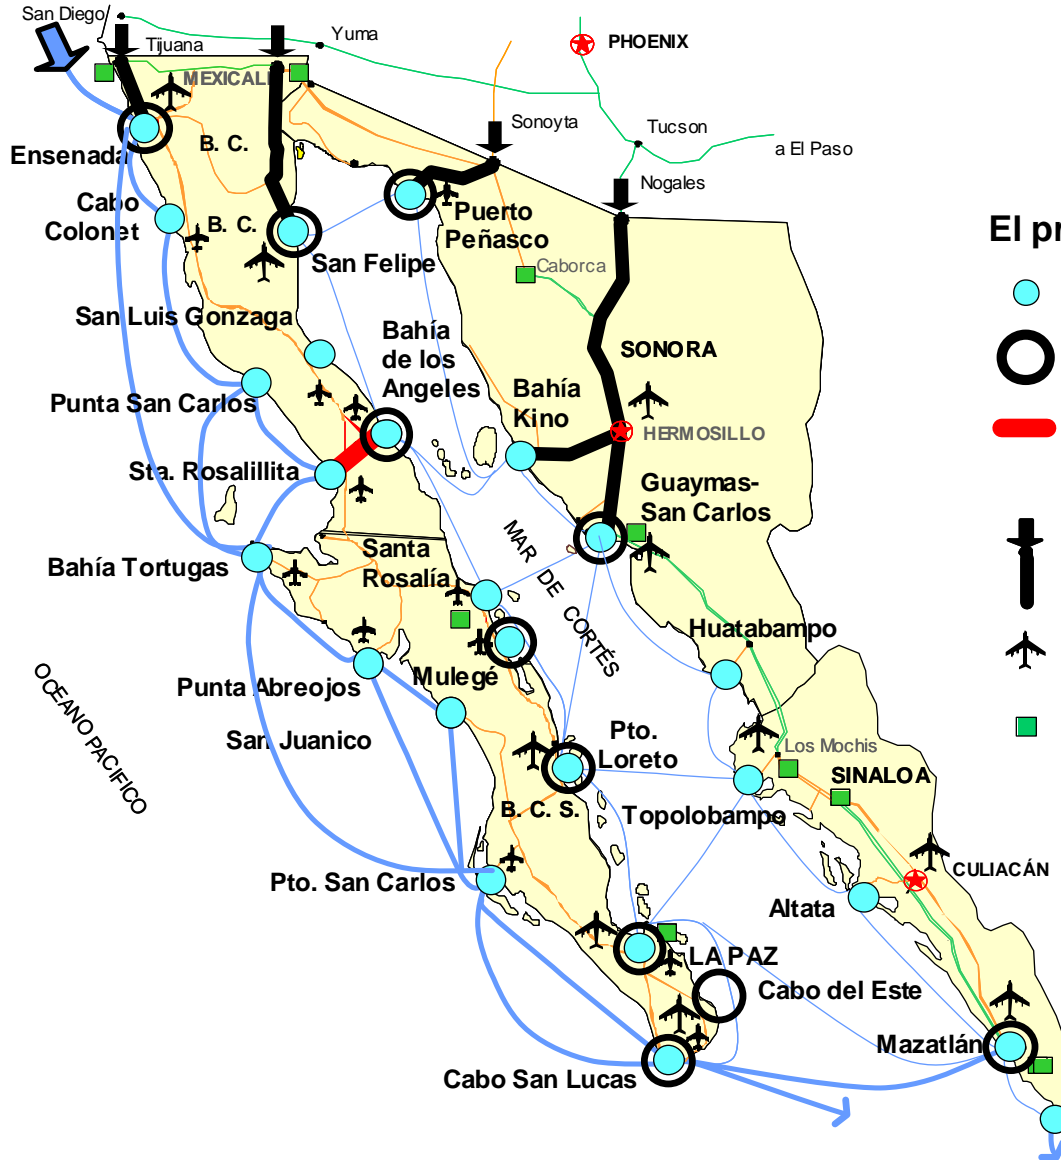 San Diego
Tijuana
Yuma
PHOENIX
MEXICALI
Sonoyta
Tucson
a El Paso
Nogales
Ensenada
B. C.
Cabo
Colonet
B. C.
Puerto
Peñasco
El pr
San Felipe
Caborca
San Luis Gonzaga
Bahía
de los
Angeles
SONORA
Bahía
Kino
Punta San Carlos
HERMOSILLO
Sta. Rosalillita
Guaymas-
San Carlos
MAR DE CORTÉS
Santa
Rosalía
Bahía Tortugas
Huatabampo
Mulegé
Punta Abreojos
OCEANO PACIFICO
San Juanico
Pto.
Loreto
Los Mochis
SINALOA
B. C. S.
Topolobampo
CULIACÁN
Pto. San Carlos
Altata
LA PAZ
Cabo del Este
Mazatlán
Cabo San Lucas